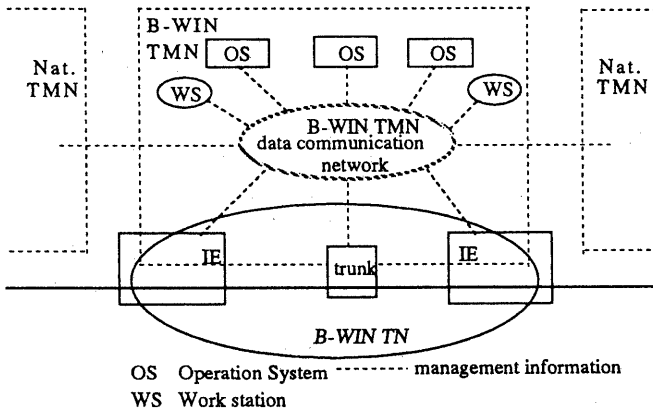 B-WIN
TMN
OS
OS
OS
Nat.
TMN
Nat.
TMN
WS
WS
B-WIN TMN
data communication
network
IE
trunk
IE
B-WIN TN
OS Operation System -------- management information
WS Work station